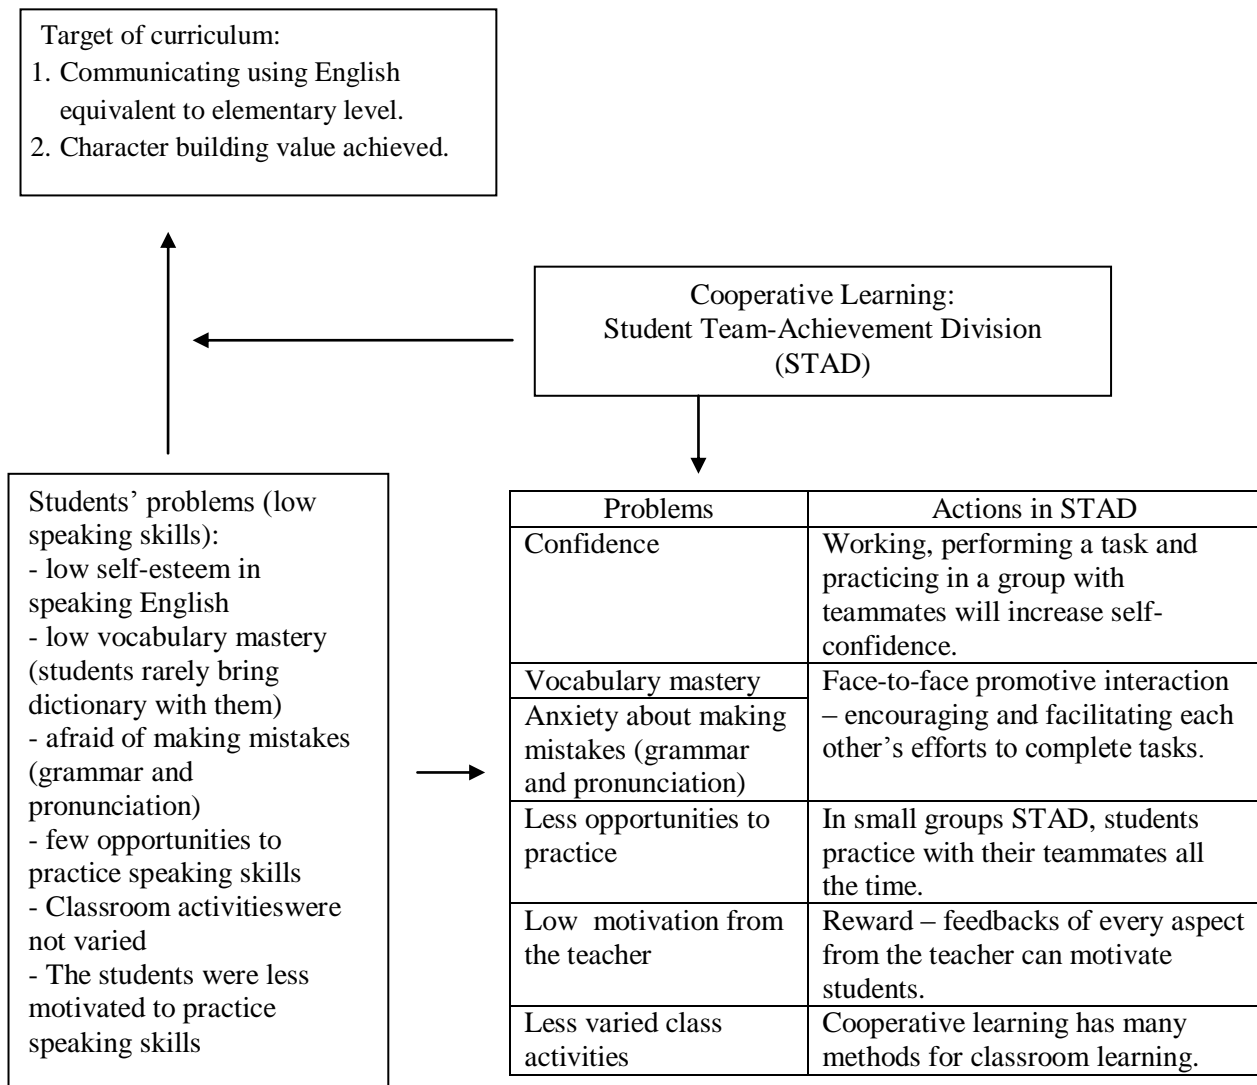 Target of curriculum:
1. Communicating using English
equivalent to elementary level.
2. Character building value achieved.
Cooperative Learning:
Student Team-Achievement Division
(STAD)
Students’ problems (low
speaking skills):
- low self-esteem in
speaking English
- low vocabulary mastery
(students rarely bring
dictionary with them)
- afraid of making mistakes
(grammar and
pronunciation)
- few opportunities to
practice speaking skills
- Classroom activitieswere
not varied
- The students were less
motivated to practice
speaking skills
Problems
Actions in STAD
Confidence
Working, performing a task and
practicing in a group with
teammates will increase self-
confidence.
Vocabulary mastery
Anxiety about making
mistakes (grammar
and pronunciation)
Face-to-face promotive interaction
– encouraging and facilitating each
other’s efforts to complete tasks.
Less opportunities to
practice
In small groups STAD, students
practice with their teammates all
the time.
Low motivation from
the teacher
Reward – feedbacks of every aspect
from the teacher can motivate
students.
Less varied class
activities
Cooperative learning has many
methods for classroom learning.